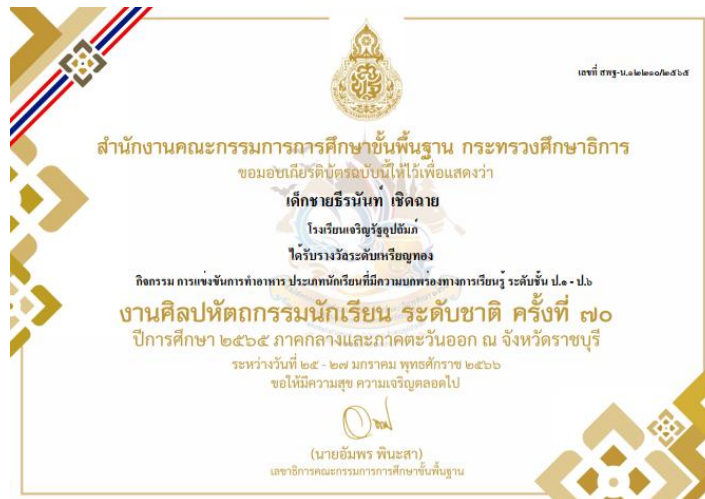 เลขที่ สพฐ-น.๑๒๒๑๐/๒๕๖๕
สำนักงานคณะกรรมการการศึกษาขั้นพื้นฐาน กระทรวงศึกษาธิการ
ขอมอบเกียรติบัตรฉบับนี้ให้ไว้เพื่อแสดงว่า
เด็กชายธีรนันท์ เชิดฉาย
โรงเรียนเจริญรัฐอุปถัมภ์
ได้รับรางวัลระดับเหรียญทอง
กิจกรรม การแข่งขันการทำอาหาร ประเภทนักเรียนที่มีความบกพร่องทางการเรียนรู้ ระดับชั้น ป.๑ - ป.๖
งานศิลปหัตถกรรมนักเรียน ระดับชาติ ครั้งที่ ๗๐
ปีการศึกษา ๒๕๖๕ ภาคกลางและภาคตะวันออก ณ จังหวัดราชบุรี
ระหว่างวันที่ ๒๕ - ๒๗ มกราคม พุทธศักราช ๒๕๖๖
ขอให้มีความสุข ความเจริญตลอดไป
(นายอัมพร พินะสา)
เลขาธิการคณะกรรมการการศึกษาขั้นพื้นฐาน